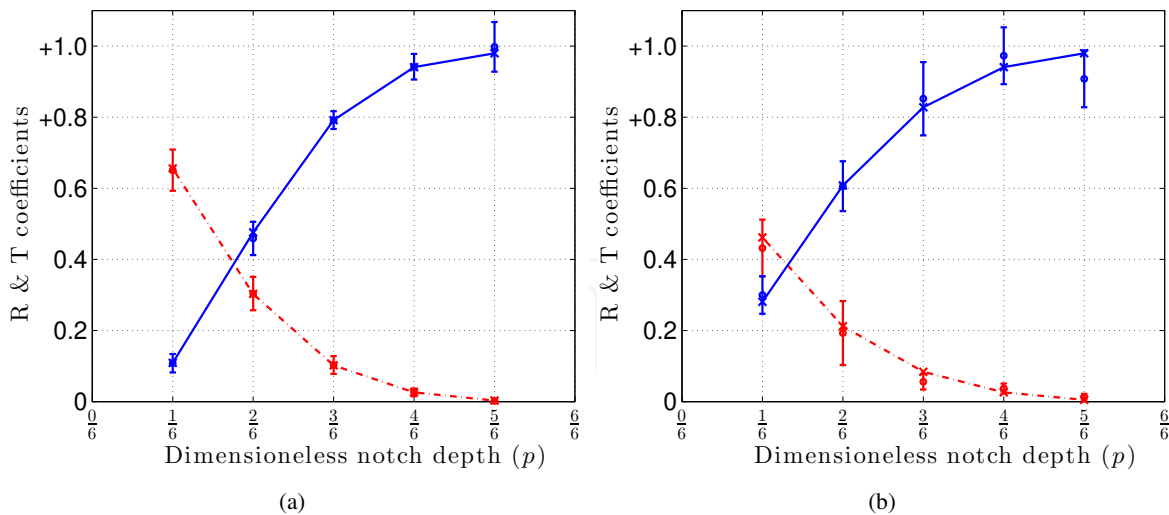 +1.0
+0.8
0.6
0.4
0.2
0
R & T coefficients
0/6 1/6 2/6 3/6 4/6 5/6 6/6
Dimensioneless notch depth (p)
(a)
+1.0
+0.8
0.6
0.4
0.2
0
R & T coefficients
0/6 1/6 2/6 3/6 4/6 5/6 6/6
Dimensioneless notch depth (p)
(b)